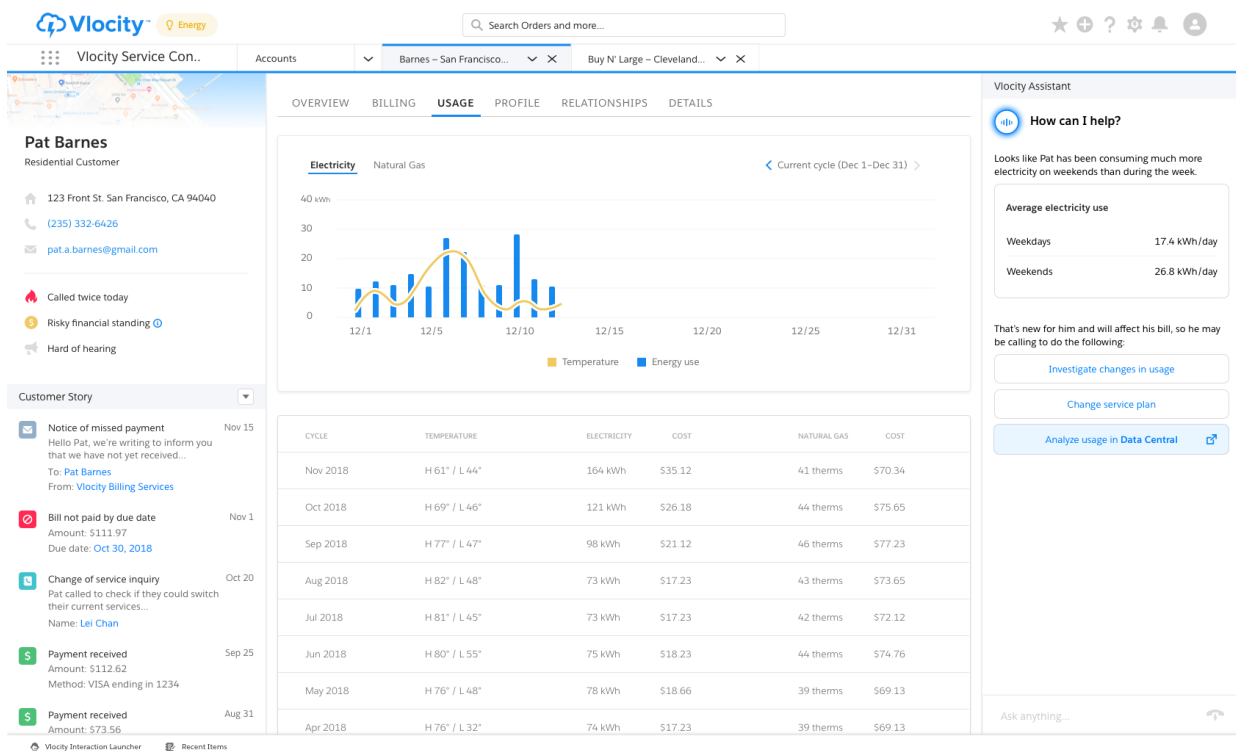 Vlocity Energy
Search Orders and more...
Vlocity Service Con..
Accounts
Barnes – San Francisco...
Buy N' Large – Cleveland...
Pat Barnes
Residential Customer
123 Front St. San Francisco, CA 94040
(235) 332-6426
pat.a.barnes@gmail.com
Called twice today
Risky financial standing
Hard of hearing
Customer Story
Notice of missed payment Nov 15
Hello Pat, we're writing to inform you
that we have not yet received...
To: Pat Barnes
From: Vlocity Billing Services
Bill not paid by due date Nov 1
Amount: $111.97
Due date: Oct 30, 2018
Change of service inquiry Oct 20
Pat called to check if they could switch
their current services...
Name: Lei Chan
Payment received Sep 25
Amount: $112.62
Method: VISA ending in 1234
Payment received Aug 31
Amount: $73.56
OVERVIEW BILLING USAGE PROFILE RELATIONSHIPS DETAILS
Electricity Natural Gas
Current cycle (Dec 1–Dec 31)
40 kWh
30
20
10
0
12/1 12/5 12/10 12/15 12/20 12/25 12/31
Temperature Energy use
CYCLE TEMPERATURE ELECTRICITY COST NATURAL GAS COST
Nov 2018 H 61° / L 44° 164 kWh $35.12 41 therms $70.34
Oct 2018 H 69° / L 46° 121 kWh $26.18 44 therms $75.65
Sep 2018 H 77° / L 47° 98 kWh $21.12 46 therms $77.23
Aug 2018 H 82° / L 48° 73 kWh $17.23 43 therms $73.65
Jul 2018 H 81° / L 45° 73 kWh $17.23 42 therms $72.12
Jun 2018 H 80° / L 55° 75 kWh $18.23 44 therms $74.76
May 2018 H 76° / L 48° 78 kWh $18.66 39 therms $69.13
Apr 2018 H 76° / L 32° 74 kWh $17.23 39 therms $69.13
Vlocity Assistant
How can I help?
Looks like Pat has been consuming much more
electricity on weekends than during the week.
Average electricity use
Weekdays 17.4 kWh/day
Weekends 26.8 kWh/day
That's new for him and will affect his bill, so he may
be calling to do the following:
Investigate changes in usage
Change service plan
Analyze usage in Data Central
Ask anything...
Vlocity Interaction Launcher
Recent Items